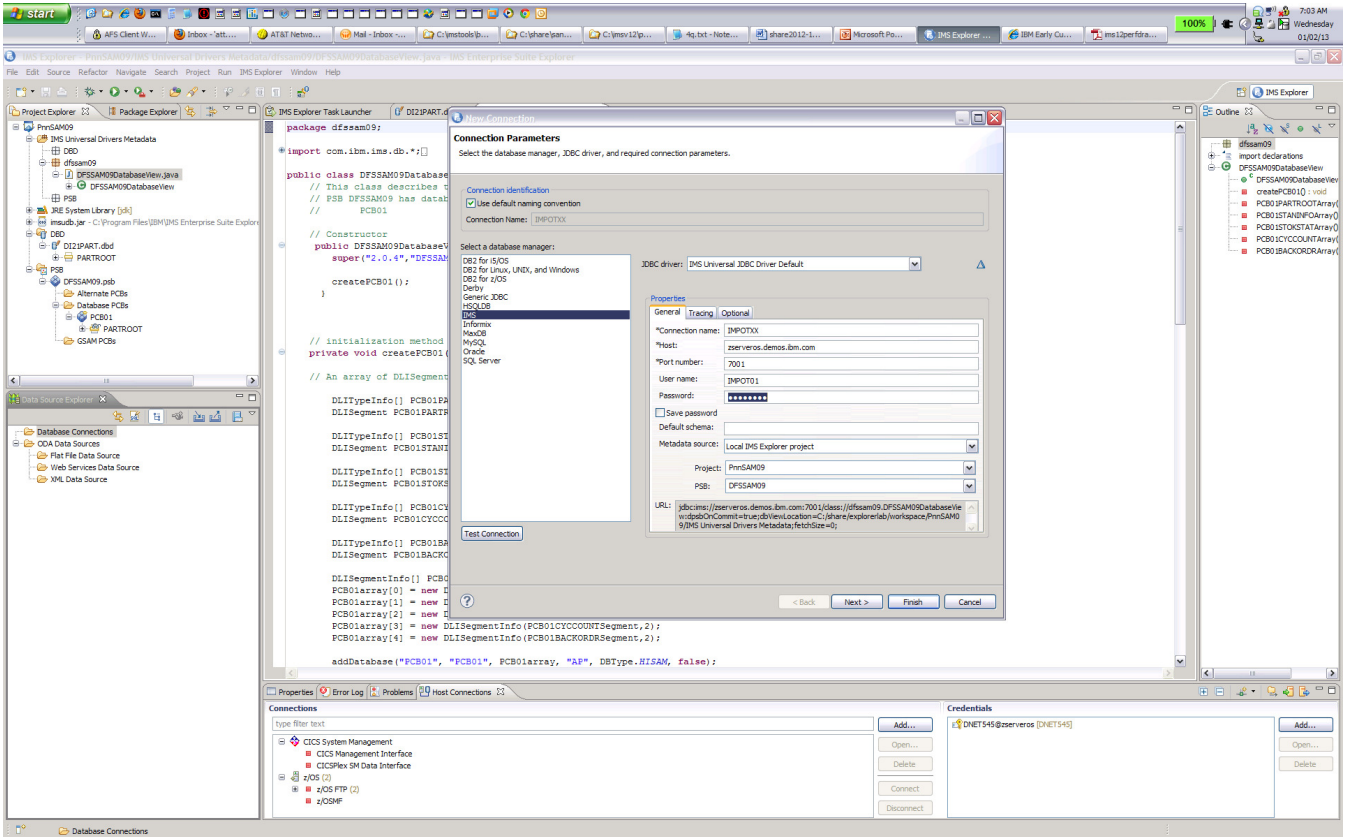 start
7:03 AM
100%
Wednesday
01/02/13
AFS Client W...
Inbox - 'att....
AT&T Netwo...
Mail - Inbox -...
C:\mstools\b...
C:\share\san...
C:\imsv12\p...
4q.txt - Note...
share2012-1...
Microsoft Po...
IMS Explorer ...
IBM Early Cu...
ims12perfdra...
IMS Explorer - PnnSAM09/IMS Universal Drivers Metadata/dfssam09/DFSSAM09DatabaseView.java - IMS Enterprise Suite Explorer
File Edit Source Refactor Navigate Search Project Run IMS Explorer Window Help
IMS Explorer
Project Explorer
Package Explorer
PnnSAM09
IMS Universal Drivers Metadata
DBD
dfssam09
DFSSAM09DatabaseView.java
DFSSAM09DatabaseView
PSB
JRE System Library [jdk]
imsudb.jar - C:\Program Files\IBM\IMS Enterprise Suite Explore
DBD
DI21PART.dbd
PARTROOT
PSB
DFSSAM09.psb
Alternate PCBs
Database PCBs
PCB01
PARTROOT
GSAM PCBs
Data Source Explorer
Database Connections
ODA Data Sources
Flat File Data Source
Web Services Data Source
XML Data Source
IMS Explorer Task Launcher
DI21PART.d
package dfssam09;
import com.ibm.ims.db.*;
public class DFSSAM09Database
// This class describes t
// PSB DFSSAM09 has datab
// PCB01
// Constructor
public DFSSAM09DatabaseV
super("2.0.4","DFSSAM
createPCB01();
}
// initialization method
private void createPCB01(
// An array of DLISegment
DLITypeInfo[] PCB01PA
DLISegment PCB01PARTR
DLITypeInfo[] PCB01ST
DLISegment PCB01STANI
DLITypeInfo[] PCB01ST
DLISegment PCB01STOKS
DLITypeInfo[] PCB01CY
DLISegment PCB01CYCCO
DLITypeInfo[] PCB01BA
DLISegment PCB01BACKO
DLISegmentInfo[] PCB0
PCB01array[0] = new D
PCB01array[1] = new D
PCB01array[2] = new D
PCB01array[3] = new DLISegmentInfo(PCB01CYCCOUNTSegment,2);
PCB01array[4] = new DLISegmentInfo(PCB01BACKORDRSegment,2);
addDatabase("PCB01", "PCB01", PCB01array, "AP", DBType.HISAM, false);
New Connection
Connection Parameters
Select the database manager, JDBC driver, and required connection parameters.
Connection identification
Use default naming convention
Connection Name: IMPOTXX
Select a database manager:
DB2 for i5/OS
DB2 for Linux, UNIX, and Windows
DB2 for z/OS
Derby
Generic JDBC
HSQLDB
IMS
Informix
MaxDB
MySQL
Oracle
SQL Server
Test Connection
JDBC driver: IMS Universal JDBC Driver Default
Properties
General Tracing Optional
*Connection name: IMPOTXX
*Host: zserveros.demos.ibm.com
*Port number: 7001
User name: IMPOT01
Password: ●●●●●●●●
Save password
Default schema:
Metadata source: Local IMS Explorer project
Project: PnnSAM09
PSB: DFSSAM09
URL: jdbc:ims://zserveros.demos.ibm.com:7001/class://dfssam09.DFSSAM09DatabaseVie
w:dpsbOnCommit=true;dbViewLocation=C:/share/explorerlab/workspace/PnnSAM0
9/IMS Universal Drivers Metadata;fetchSize=0;
< Back Next > Finish Cancel
Outline
dfssam09
import declarations
DFSSAM09DatabaseView
DFSSAM09DatabaseView
createPCB01() : void
PCB01PARTROOTArray(
PCB01STANINFOArray()
PCB01STOKSTATArray()
PCB01CYCCOUNTArray(
PCB01BACKORDRArray(
Properties
Error Log
Problems
Host Connections
Connections
type filter text
CICS System Management
CICS Management Interface
CICSPlex SM Data Interface
z/OS (2)
z/OS FTP (2)
z/OSMF
Add...
Open...
Delete
Connect
Disconnect
Credentials
DNET545@zserveros [DNET545]
Add...
Open...
Delete
Database Connections